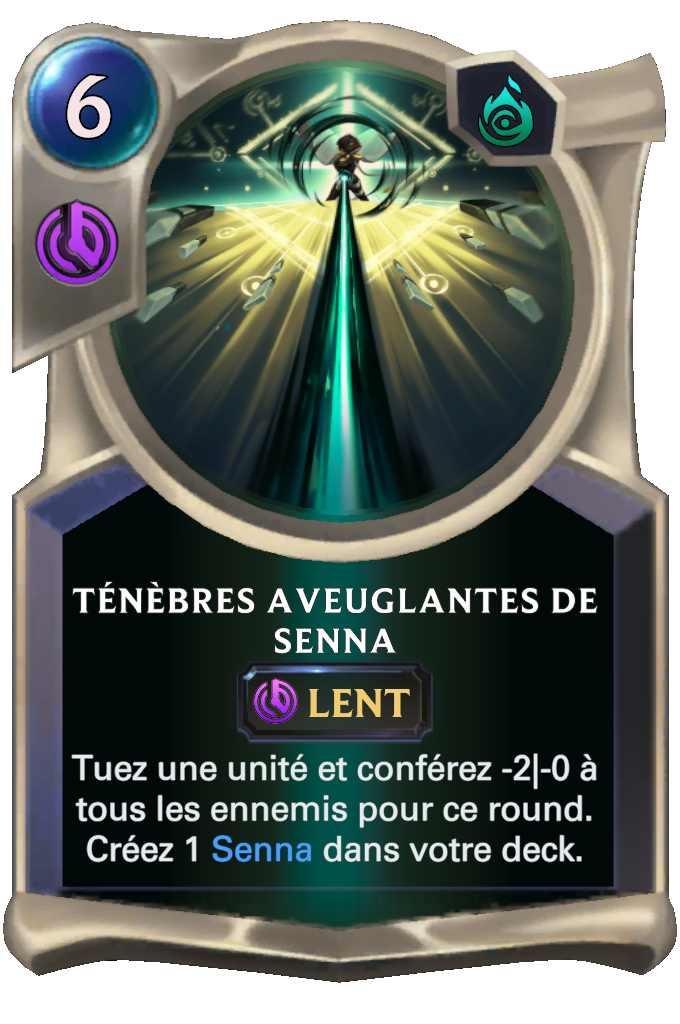 6
TÉNÈBRES AVEUGLANTES DE
SENNA
LENT
Tuez une unité et conférez -2|-0 à
tous les ennemis pour ce round.
Créez 1 Senna dans votre deck.